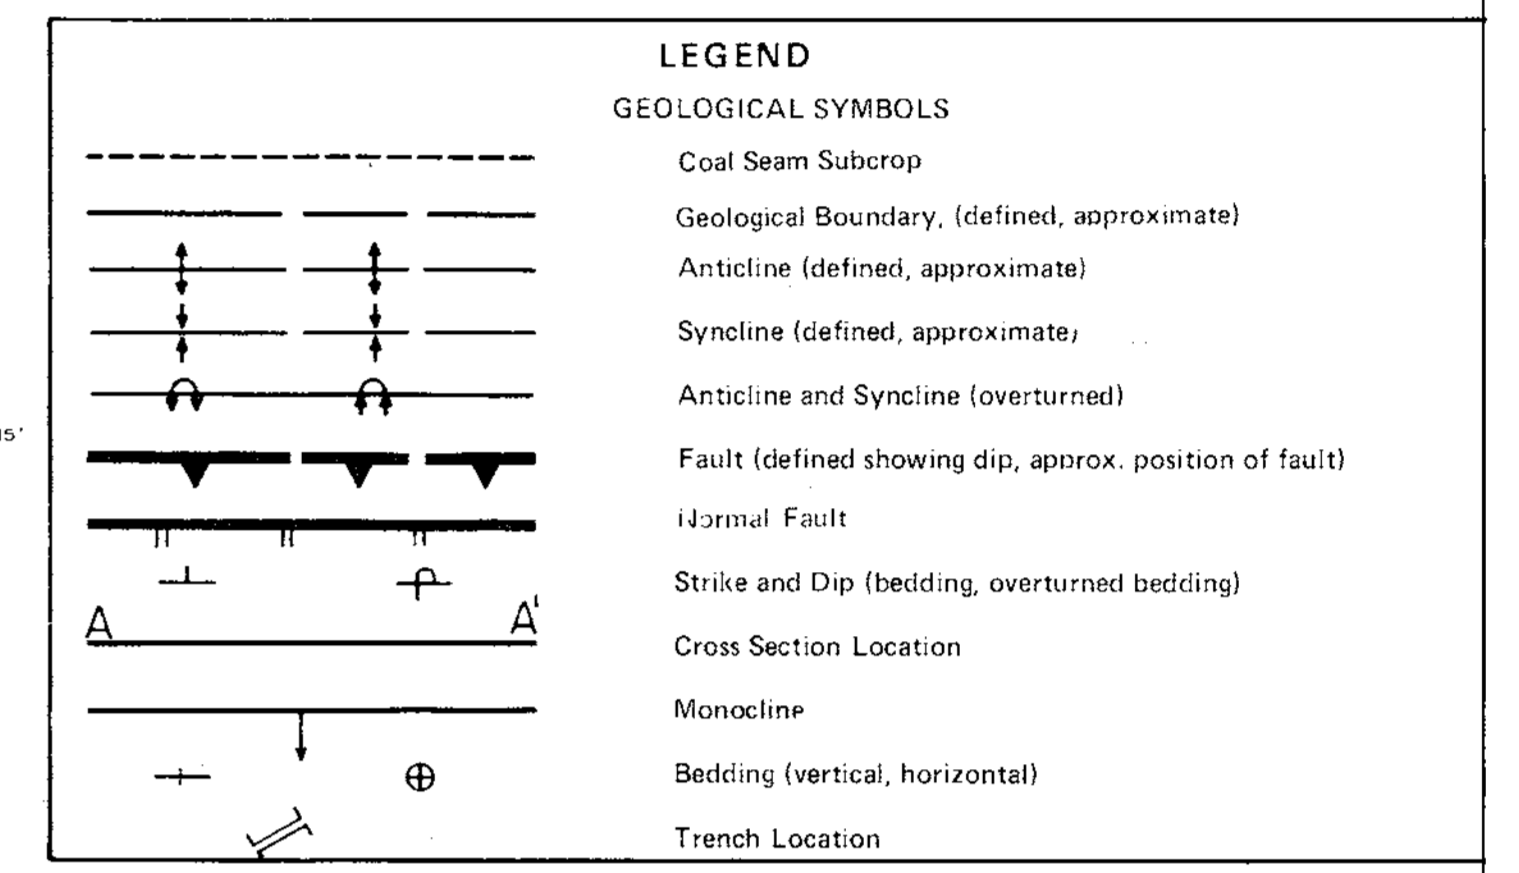 LEGEND
GEOLOGICAL SYMBOLS
Coal Seam Subcrop
Geological Boundary, (defined, approximate)
Anticline (defined, approximate)
Syncline (defined, approximate)
Anticline and Syncline (overturned)
15'
Fault (defined showing dip, approx. position of fault)
Normal Fault
Strike and Dip (bedding, overturned bedding)
A A'
Cross Section Location
Monocline
Bedding (vertical, horizontal)
Trench Location